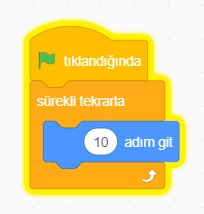 tıklandığında
sürekli tekrarla
10 adım git